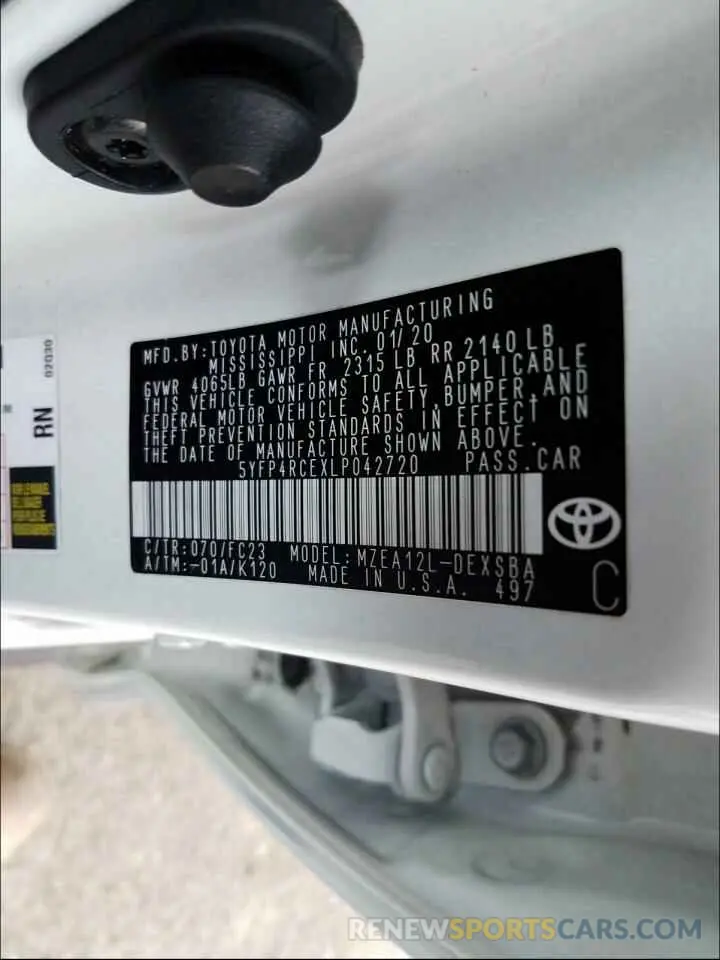 MFD.BY:TOYOTA MOTOR MANUFACTURING
MISSISSIPPI INC. 01/20
GVWR 4065LB GAWR FR 2315 LB RR 2140 LB
THIS VEHICLE CONFORMS TO ALL APPLICABLE
FEDERAL MOTOR VEHICLE SAFETY, BUMPER, AND
THEFT PREVENTION STANDARDS IN EFFECT ON
THE DATE OF MANUFACTURE SHOWN ABOVE.
5YFP4RCEXLP042720 PASS.CAR
C/TR:070/FC23 MODEL:MZEA12L-DEXSBA
A/TM:-01A/K120 MADE IN U.S.A. 497
C
RN
02030
RENEWSPORTSCARS.COM